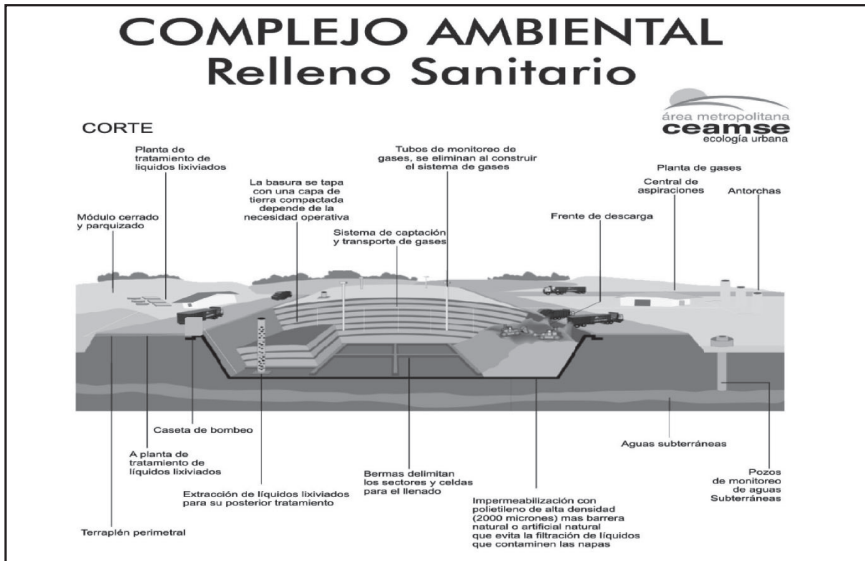 COMPLEJO AMBIENTAL
Relleno Sanitario
área metropolitana
ceamse
ecología urbana
CORTE
Planta de
tratamiento de
líquidos lixiviados
Tubos de monitoreo de
gases, se eliminan al construir
el sistema de gases
Planta de gases
Central de
aspiraciones
Antorchas
La basura se tapa
con una capa de
tierra compactada
depende de la
necesidad operativa
Módulo cerrado
y parquizado
Sistema de captación
y transporte de gases
Frente de descarga
Caseta de bombeo
A planta de
tratamiento de
líquidos lixiviados
Terraplén perimetral
Extracción de líquidos lixiviados
para su posterior tratamiento
Bermas delimitan
los sectores y celdas
para el llenado
Impermeabilización con
polietileno de alta densidad
(2000 micrones) mas barrera
natural o artificial natural
que evita la filtración de líquidos
que contaminen las napas
Aguas subterráneas
Pozos
de monitoreo
de aguas
Subterráneas